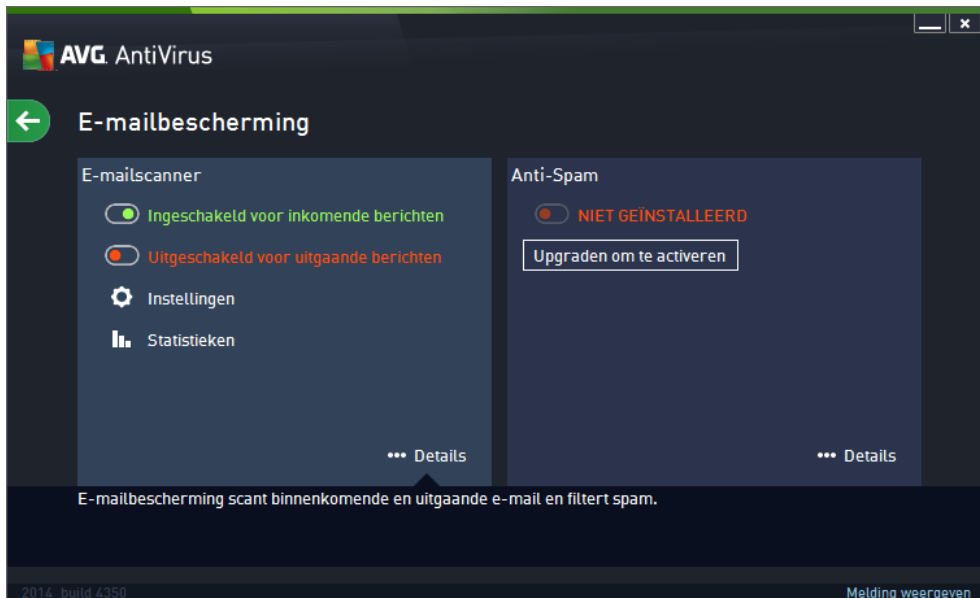 AVG. AntiVirus
E-mailbescherming
E-mailscanner
Ingeschakeld voor inkomende berichten
Uitgeschakeld voor uitgaande berichten
Instellingen
Statistieken
••• Details
Anti-Spam
NIET GEÏNSTALLEERD
Upgraden om te activeren
••• Details
E-mailbescherming scant binnenkomende en uitgaande e-mail en filtert spam.
2014 build 4350
Melding weergeven